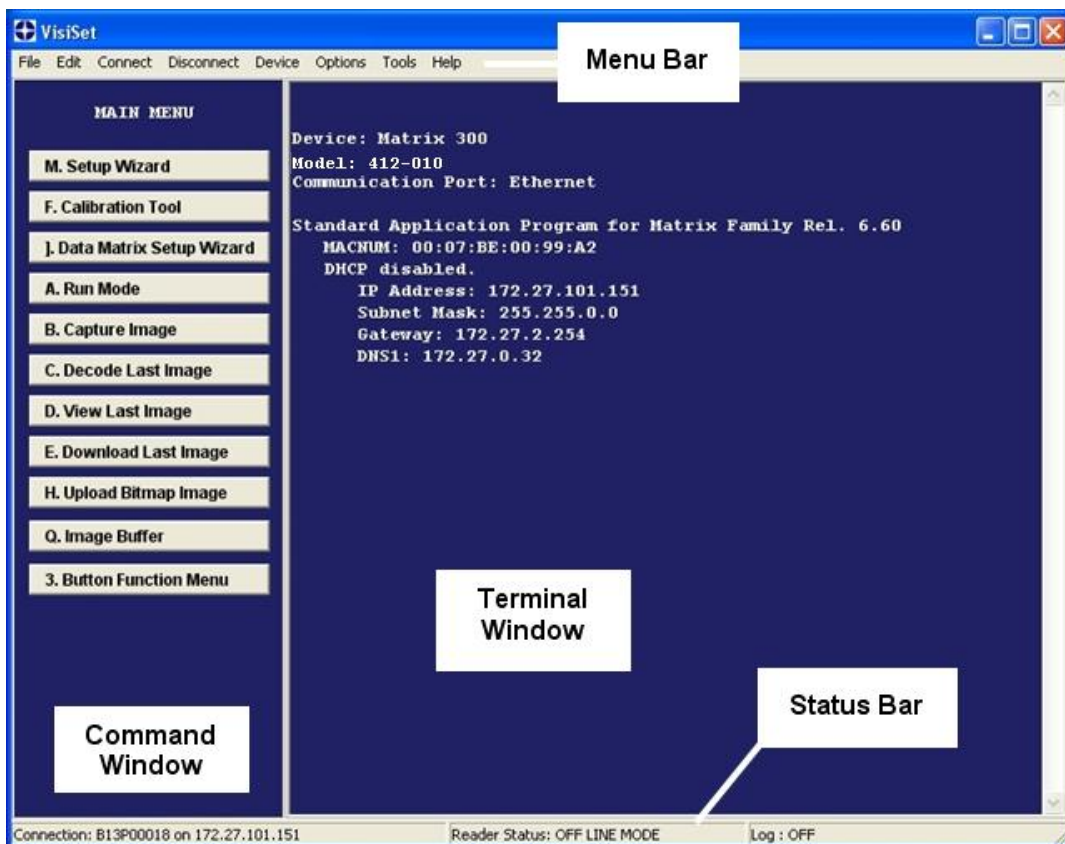 VisiSet
File Edit Connect Disconnect Device Options Tools Help
Menu Bar
MAIN MENU
M. Setup Wizard
F. Calibration Tool
]. Data Matrix Setup Wizard
A. Run Mode
B. Capture Image
C. Decode Last Image
D. View Last Image
E. Download Last Image
H. Upload Bitmap Image
Q. Image Buffer
3. Button Function Menu
Command
Window
Device: Matrix 300
Model: 412-010
Communication Port: Ethernet
Standard Application Program for Matrix Family Rel. 6.60
MACNUM: 00:07:BE:00:99:A2
DHCP disabled.
IP Address: 172.27.101.151
Subnet Mask: 255.255.0.0
Gateway: 172.27.2.254
DNS1: 172.27.0.32
Terminal
Window
Status Bar
Connection: B13P00018 on 172.27.101.151
Reader Status: OFF LINE MODE
Log : OFF